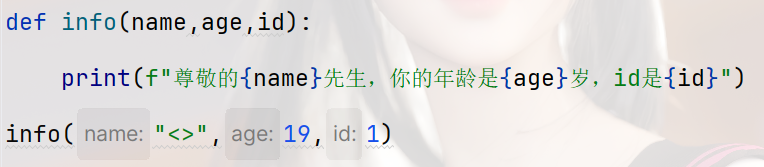 def info(name,age,id):
    print(f"尊敬的{name}先生，你的年龄是{age}岁，id是{id}")
info( name: "<>", age: 19, id: 1)